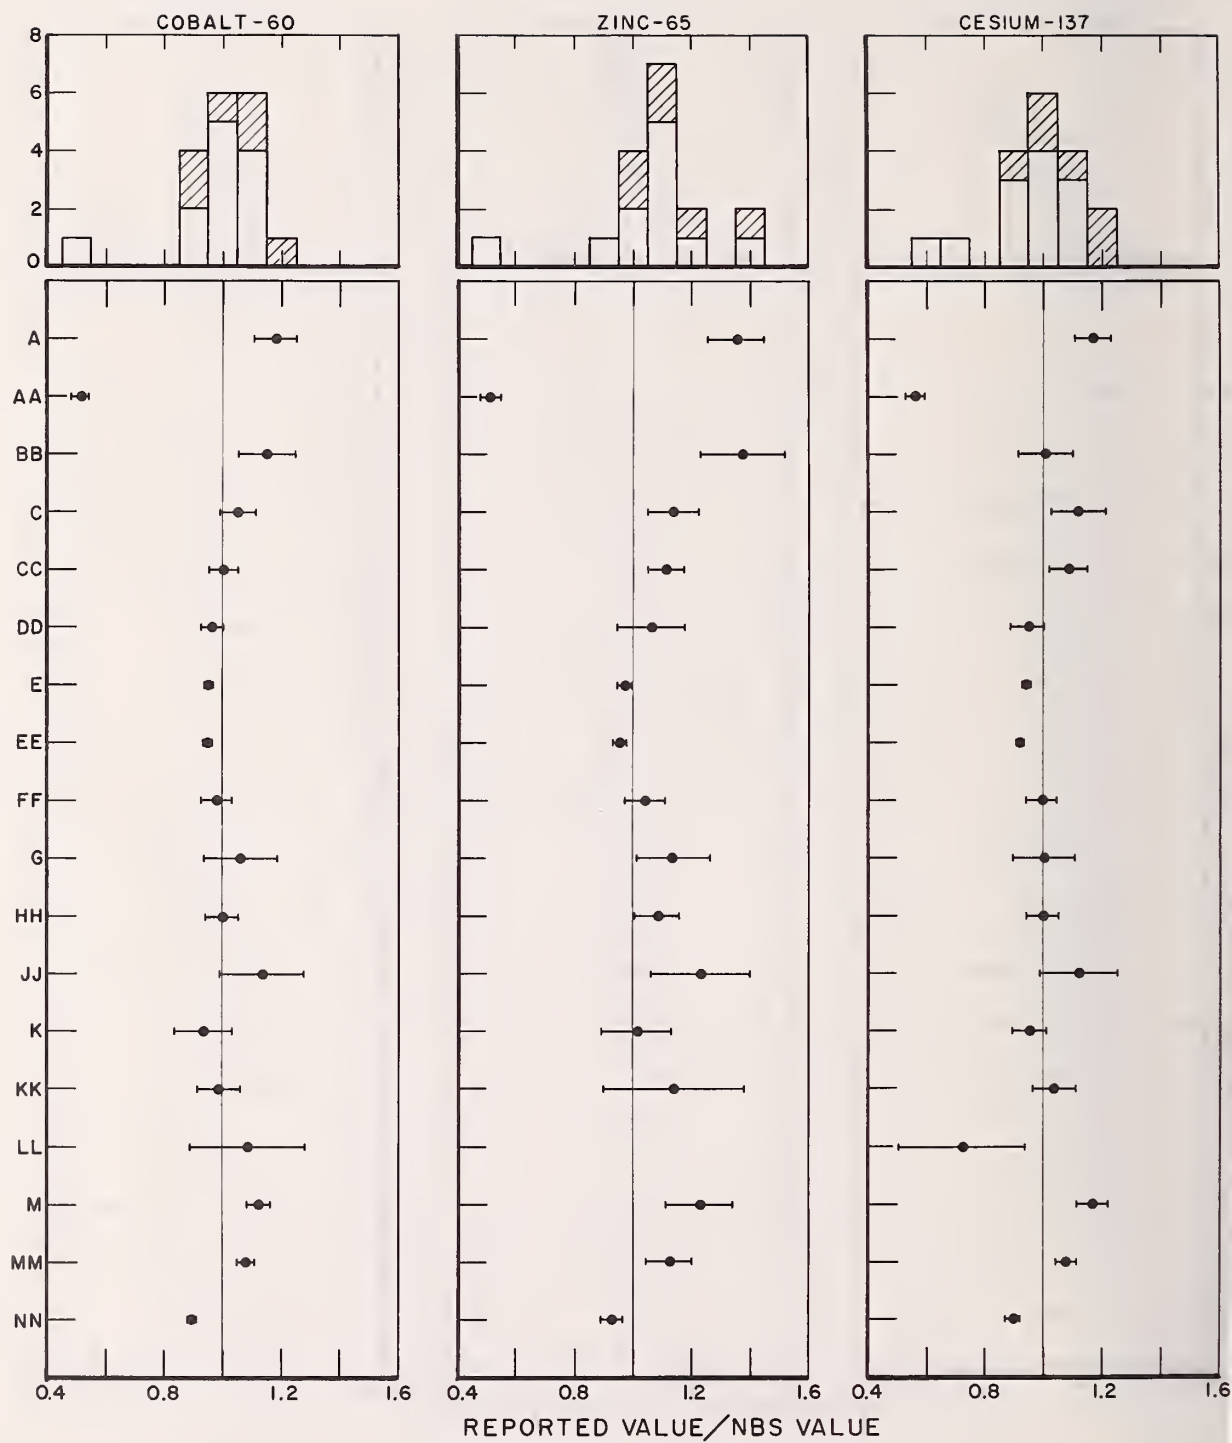 COBALT-60 ZINC-65 CESIUM-137
8
6
4
2
0
A
AA
BB
C
CC
DD
E
EE
FF
G
HH
JJ
K
KK
LL
M
MM
NN
0.4 0.8 1.2 1.6 0.4 0.8 1.2 1.6 0.4 0.8 1.2 1.6
REPORTED VALUE/NBS VALUE